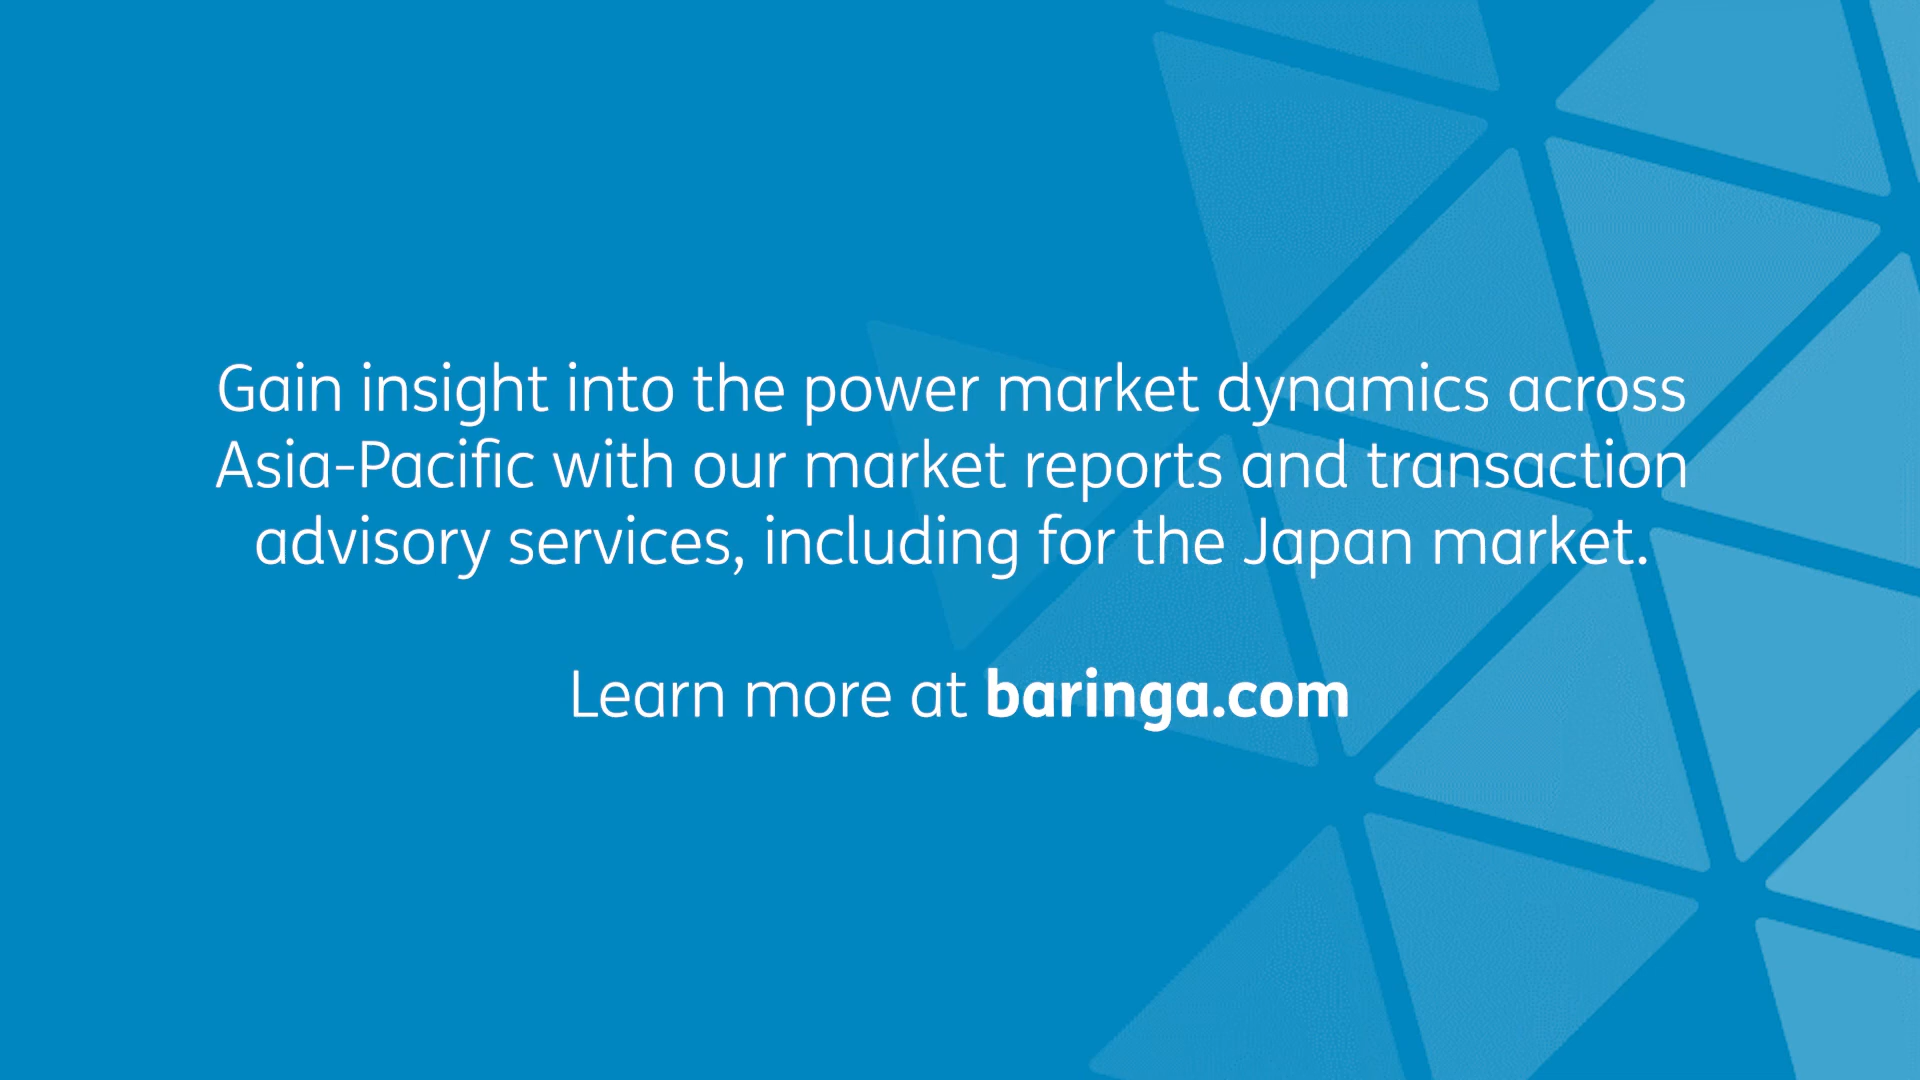 Gain insight into the power market dynamics across
Asia-Pacific with our market reports and transaction
advisory services, including for the Japan market.
Learn more at baringa.com